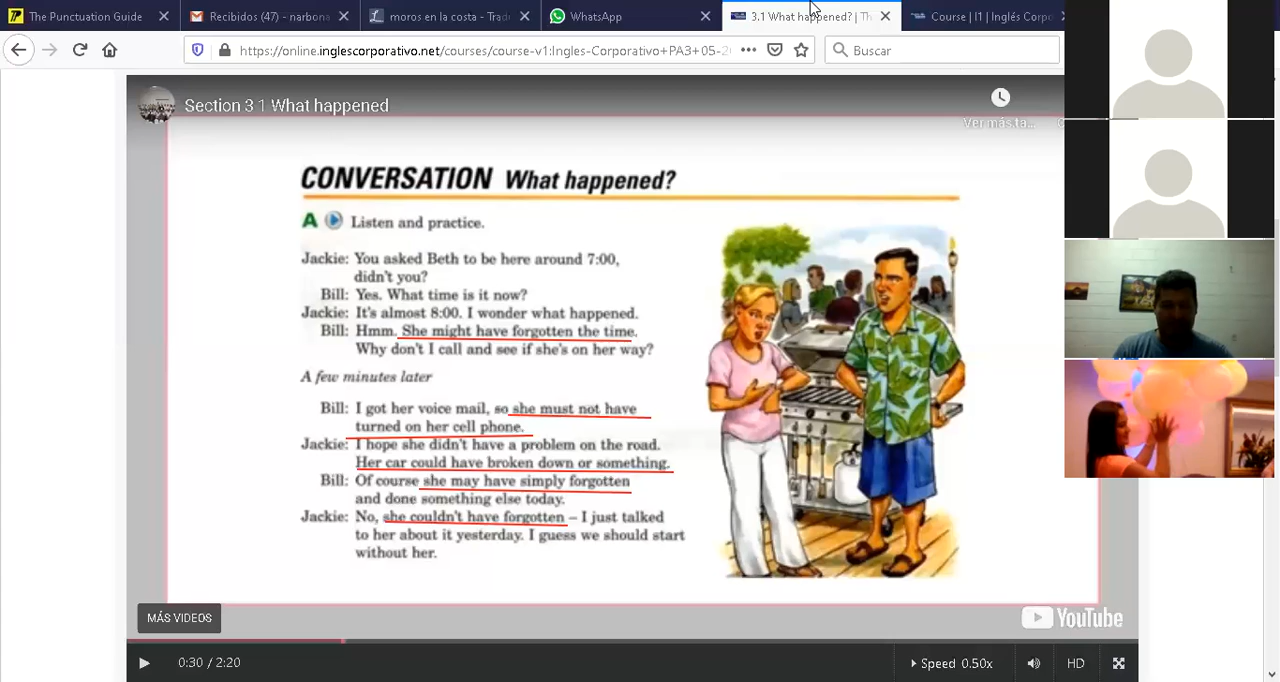 The Punctuation Guide
Recibidos (47) - narbona
moros en la costa - Tradu
WhatsApp
3.1 What happened? | Th
Course | I1 | Inglés Corpo
https://online.inglescorporativo.net/courses/course-v1:Ingles-Corporativo+PA3+05-2
Buscar
Section 3 1 What happened
Ver más ta...
CONVERSATION What happened?
A Listen and practice.
Jackie: You asked Beth to be here around 7:00,
didn't you?
Bill: Yes. What time is it now?
Jackie: It's almost 8:00. I wonder what happened.
Bill: Hmm. She might have forgotten the time.
Why don't I call and see if she's on her way?
A few minutes later
Bill: I got her voice mail, so she must not have
turned on her cell phone.
Jackie: I hope she didn't have a problem on the road.
Her car could have broken down or something.
Bill: Of course she may have simply forgotten
and done something else today.
Jackie: No, she couldn't have forgotten – I just talked
to her about it yesterday. I guess we should start
without her.
MÁS VIDEOS
YouTube
0:30 / 2:20
Speed 0.50x
HD